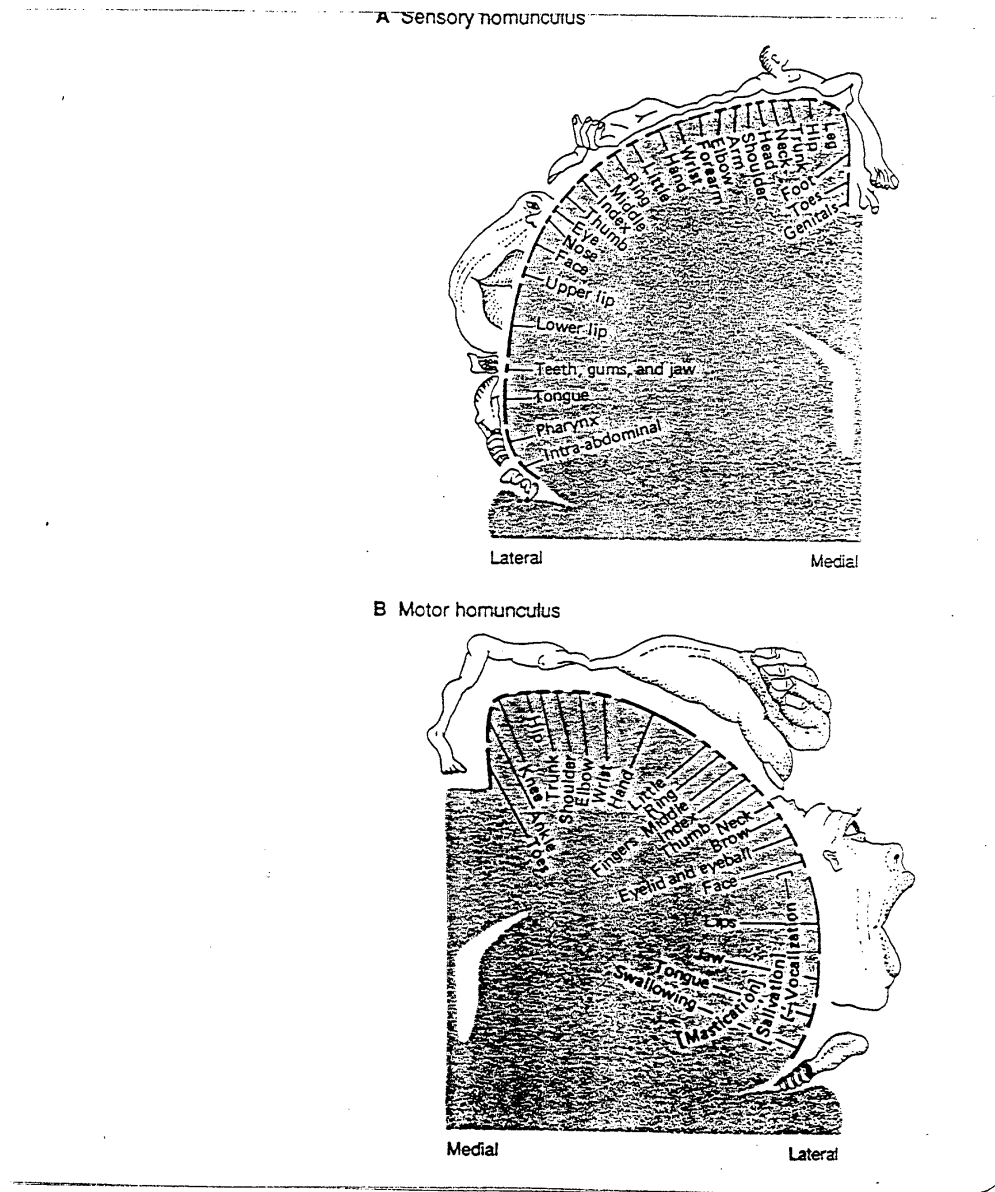 A Sensory homunculus
Leg
Hip
Trunk
Neck
Head
Shoulder
Arm
Elbow
Forearm
Wrist
Hand
Little
Ring
Middle
Index
Thumb
Eye
Nose
Face
Upper lip
Lower lip
Teeth, gums, and jaw
Tongue
Pharynx
Intra-abdominal
Foot
Toes
Genitals
Lateral
Medial
B Motor homunculus
Toes
Ankle
Knee
Hip
Trunk
Shoulder
Elbow
Wrist
Hand
Little
Ring
Middle
Index
Thumb
Fingers
Neck
Brow
Eyelid and eyeball
Face
Lips
Jaw
Tongue
Swallowing
[Mastication]
Salivation]
[Vocalization
Medial
Lateral